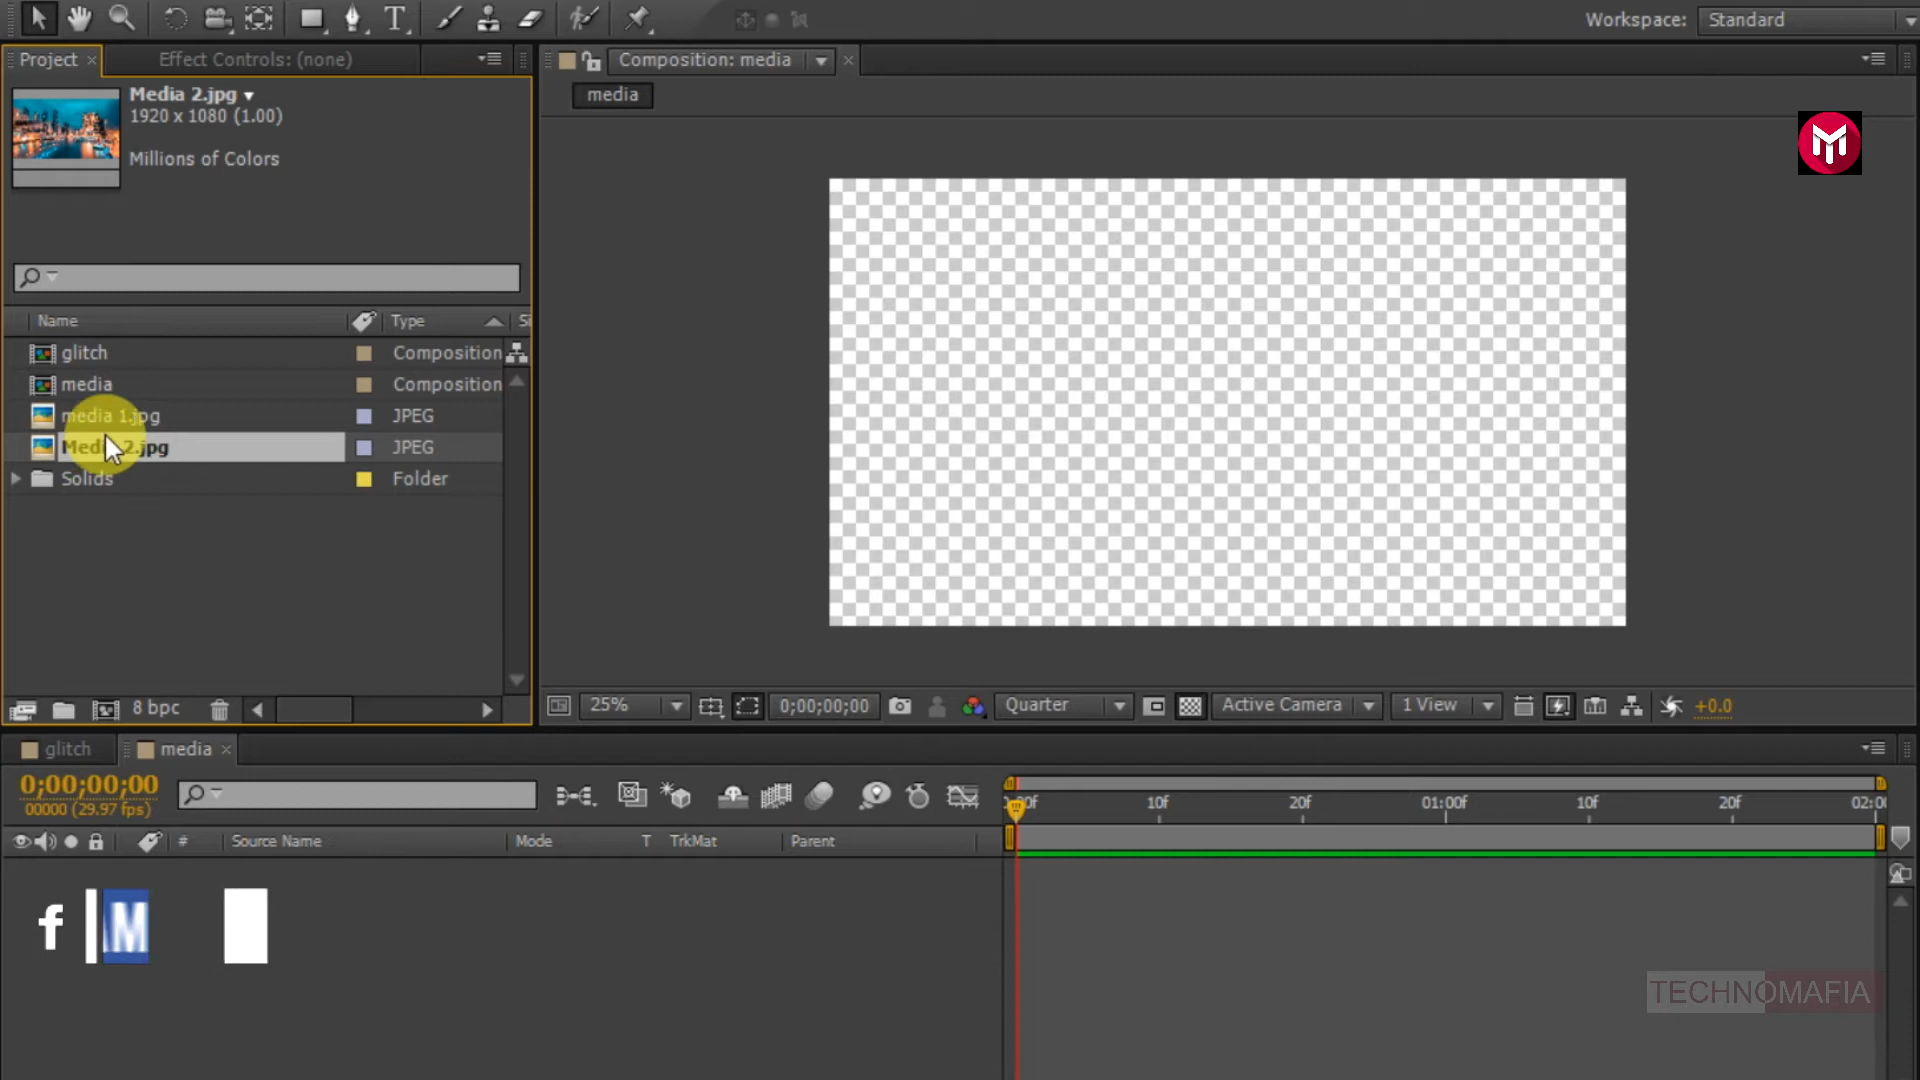 Workspace: Standard
Project × Effect Controls: (none) Composition: media ×
Media 2.jpg
1920 x 1080 (1.00)
Millions of Colors
media
Name Type Si
glitch Composition
media Composition
media 1.jpg JPEG
Media 2.jpg JPEG
Solids Folder
8 bpc 25% 0;00;00;00 Quarter Active Camera 1 View +0.0
glitch media ×
0;00;00;00
00000 (29.97 fps)
10f 20f 01:00f 10f 20f
# Source Name Mode T TrkMat Parent
f M
TECHNOMAFIA